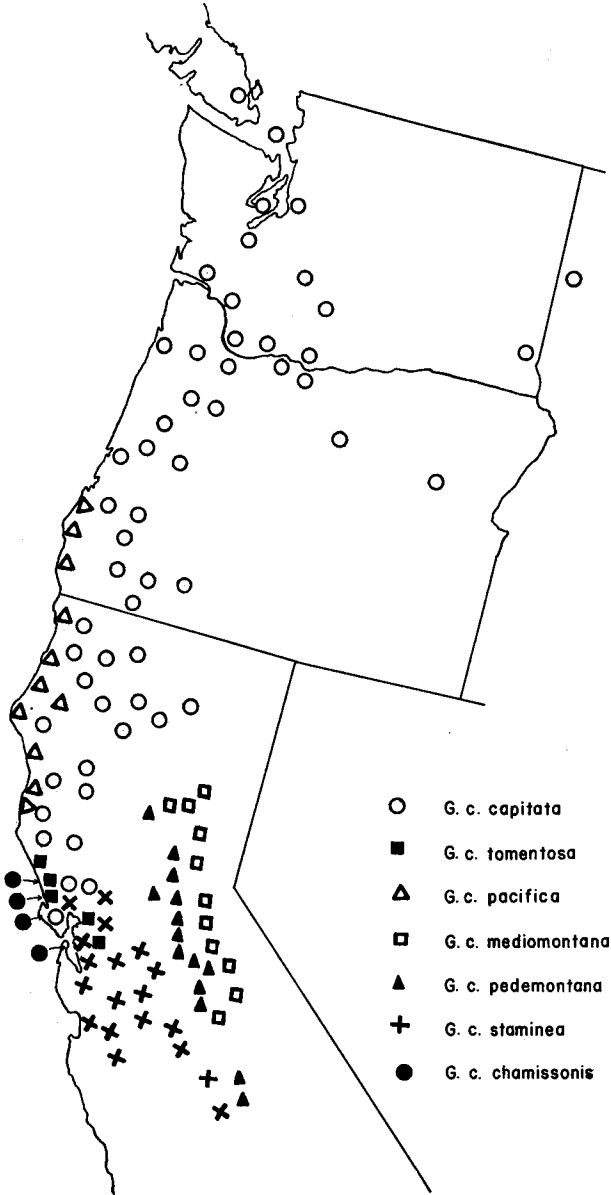 G. c. capitata
G. c. tomentosa
G. c. pacifica
G. c. mediomontana
G. c. pedemontana
G. c. staminea
G. c. chamissonis